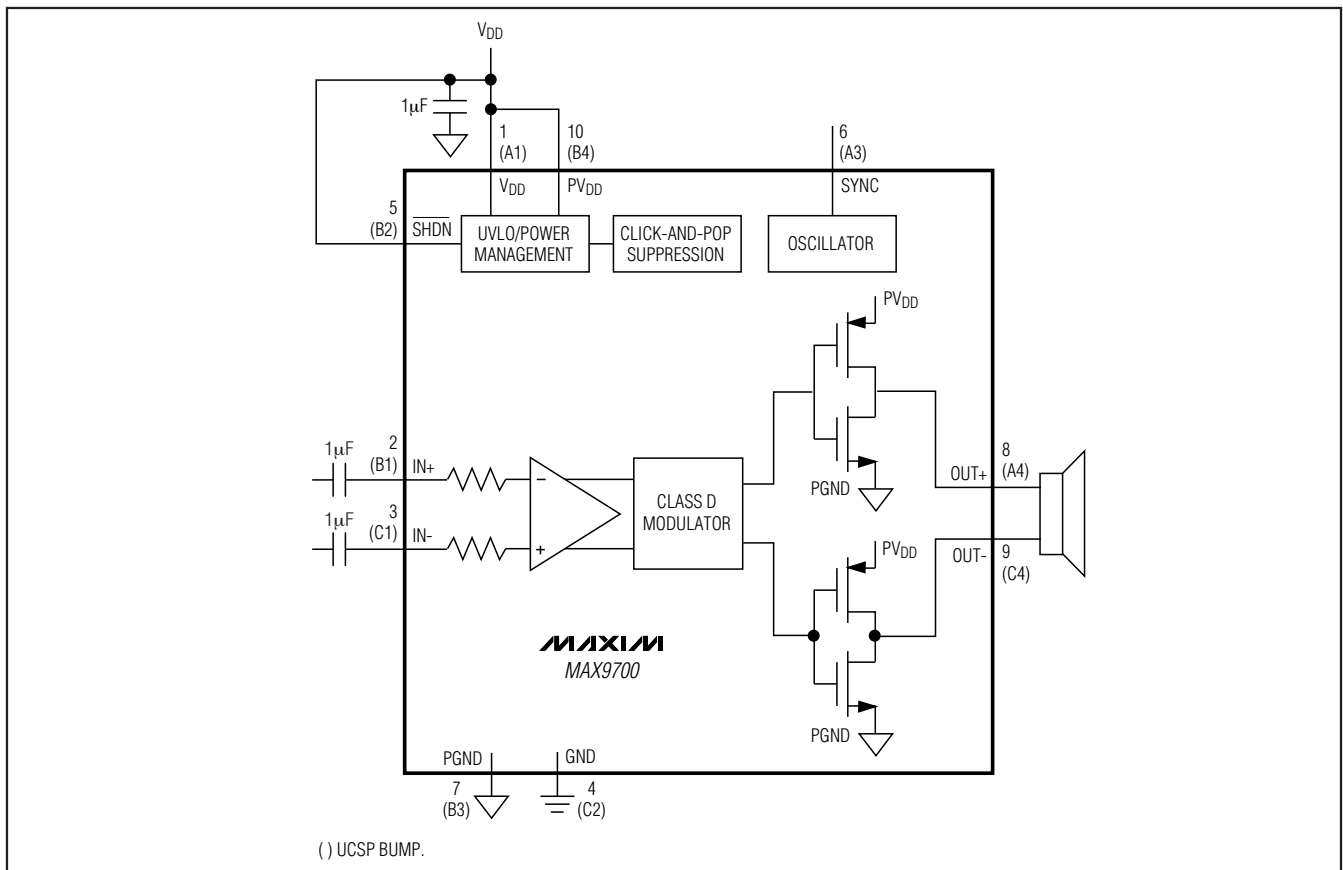 VDD
1μF
1
(A1)
10
(B4)
6
(A3)
VDD
PVDD
SYNC
5
(B2)
SHDN
UVLO/POWER
MANAGEMENT
CLICK-AND-POP
SUPPRESSION
OSCILLATOR
PVDD
1μF
2
(B1)
IN+
−
CLASS D
MODULATOR
PGND
OUT+
8
(A4)
1μF
3
(C1)
IN-
+
PVDD
OUT-
9
(C4)
MAXIM
MAX9700
PGND
PGND
GND
7
(B3)
4
(C2)
( ) UCSP BUMP.